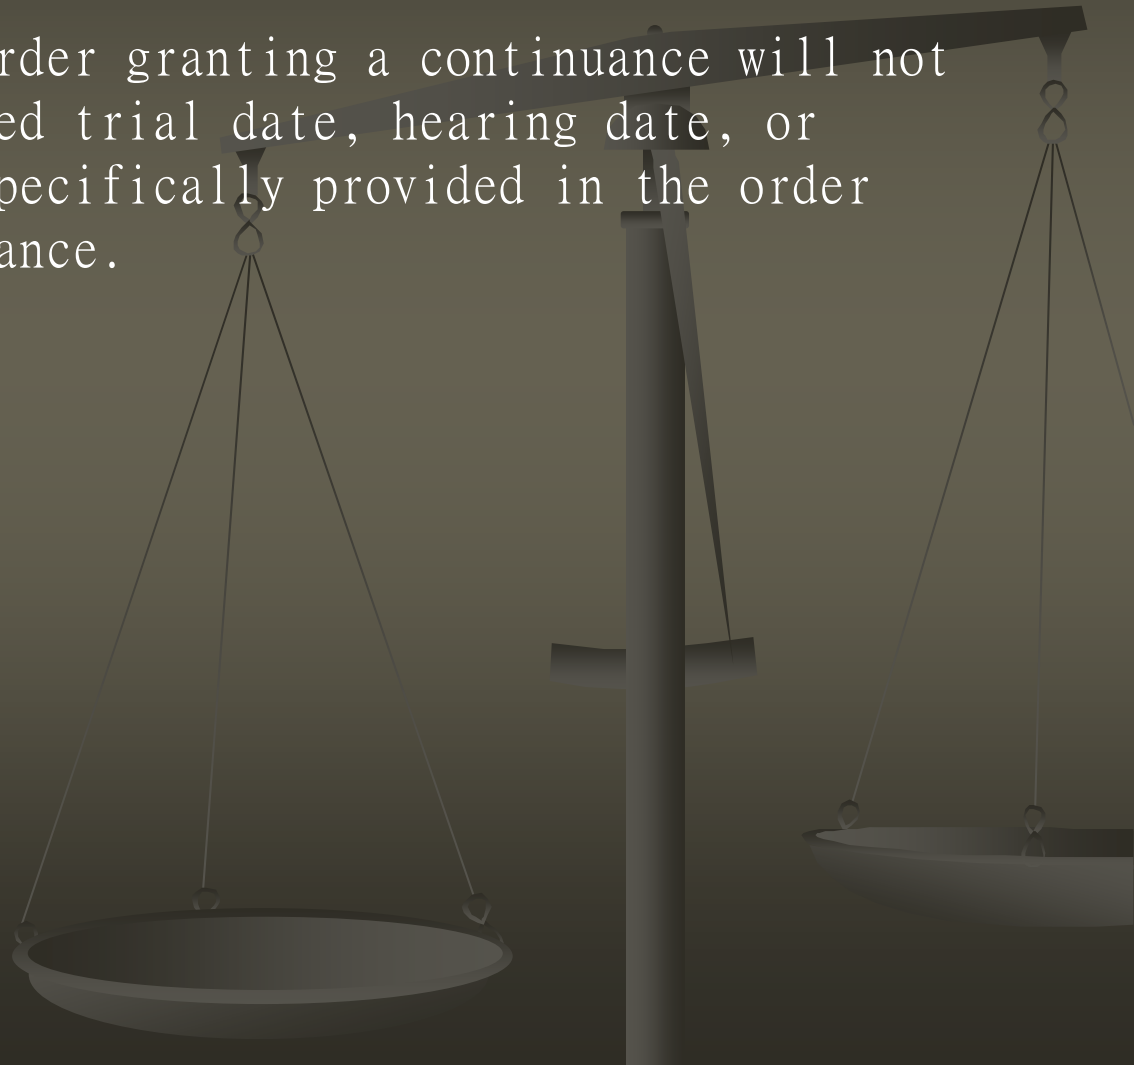 rder granting a continuance will not
ed trial date, hearing date, or
pecifically provided in the order
ance.